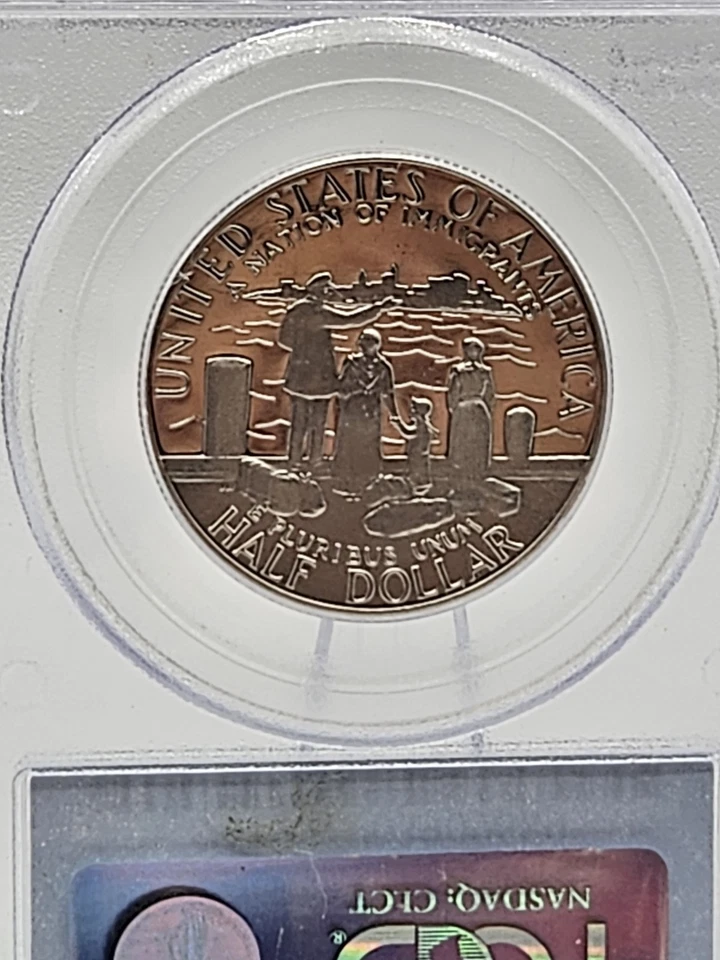 UNITED STATES OF AMERICA
A NATION OF IMMIGRANTS
E PLURIBUS UNUM
HALF DOLLAR
NASDAQ: CLCT
®